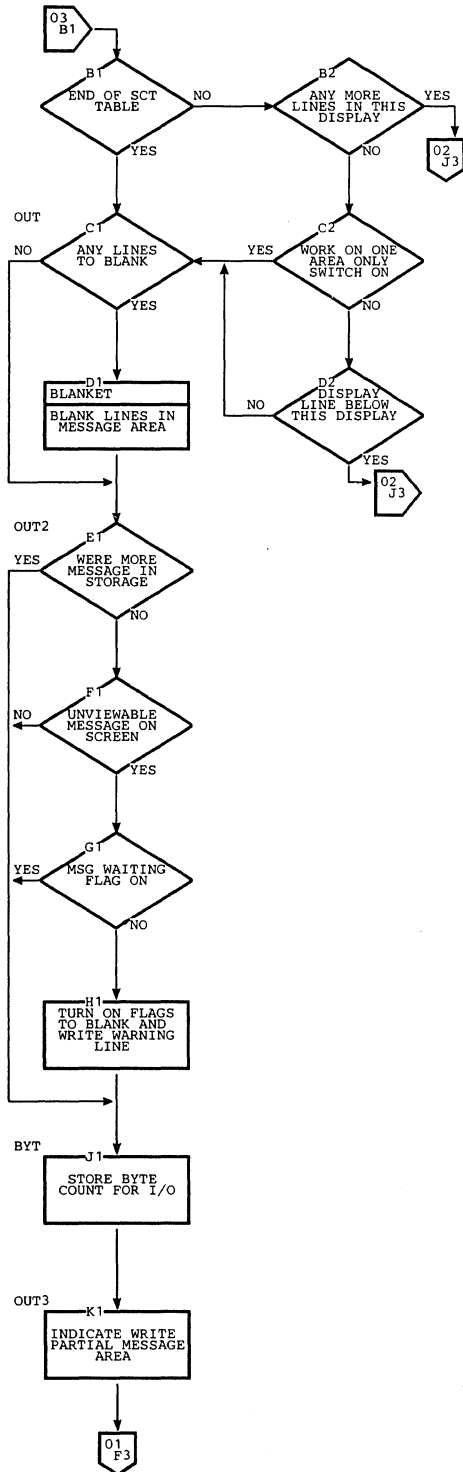 03
B1
B1
END OF SCT
TABLE
NO
YES
B2
ANY MORE
LINES IN THIS
DISPLAY
YES
NO
02
J3
OUT
C1
ANY LINES
TO BLANK
NO
YES
C2
WORK ON ONE
AREA ONLY
SWITCH ON
YES
NO
D1
BLANKET
BLANK LINES IN
MESSAGE AREA
D2
DISPLAY
LINE BELOW
THIS DISPLAY
NO
YES
02
J3
OUT2
E1
WERE MORE
MESSAGE IN
STORAGE
YES
NO
F1
UNVIEWABLE
MESSAGE ON
SCREEN
NO
YES
G1
MSG WAITING
FLAG ON
YES
NO
H1
TURN ON FLAGS
TO BLANK AND
WRITE WARNING
LINE
BYT
J1
STORE BYTE
COUNT FOR I/O
OUT3
K1
INDICATE WRITE
PARTIAL MESSAGE
AREA
01
F3